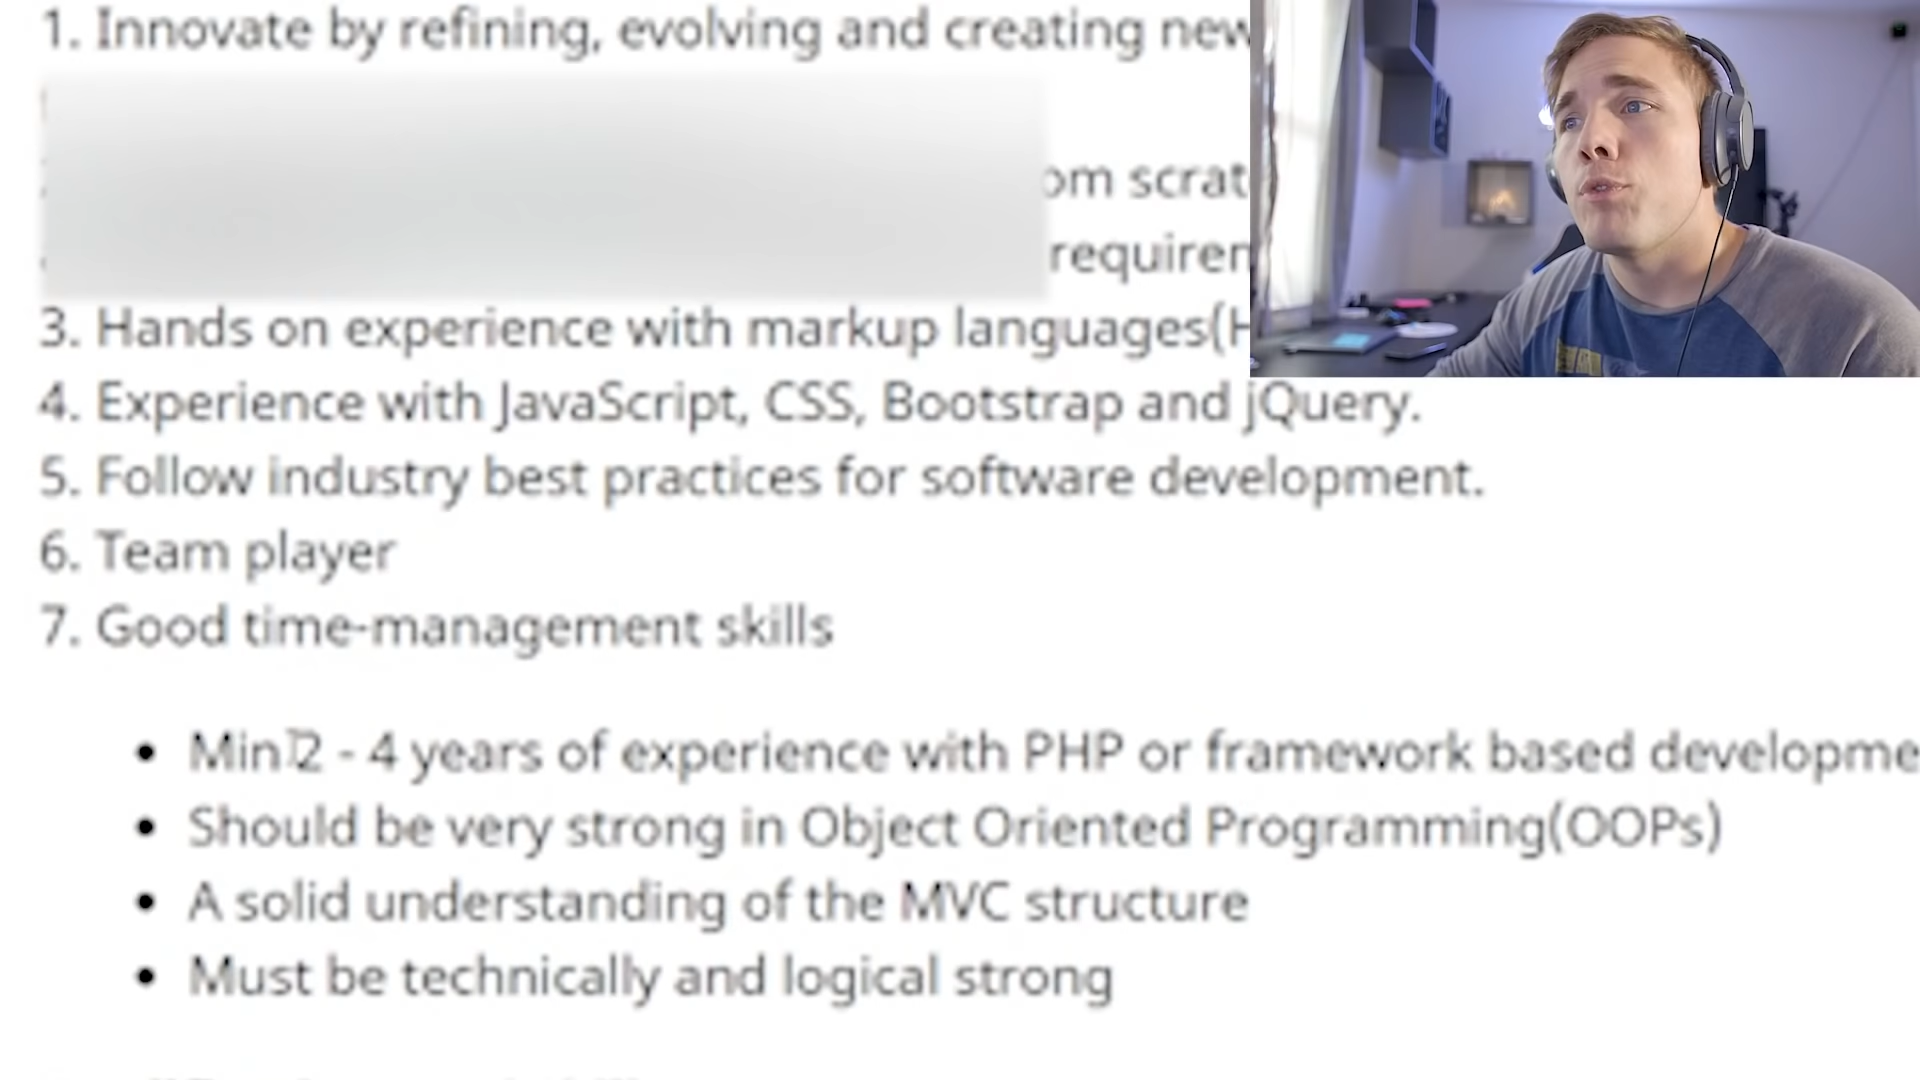 1. Innovate by refining, evolving and creating new
om scrat
requirem
3. Hands on experience with markup languages(H
4. Experience with JavaScript, CSS, Bootstrap and jQuery.
5. Follow industry best practices for software development.
6. Team player
7. Good time-management skills
• Min 2 - 4 years of experience with PHP or framework based developme
• Should be very strong in Object Oriented Programming(OOPs)
• A solid understanding of the MVC structure
• Must be technically and logical strong